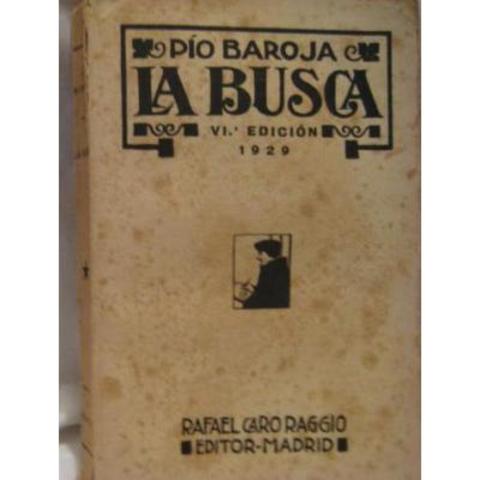 PÍO BAROJA
LA BUSCA
VI.ª EDICIÓN
1929
RAFAEL CARO RAGGIO
EDITOR-MADRID